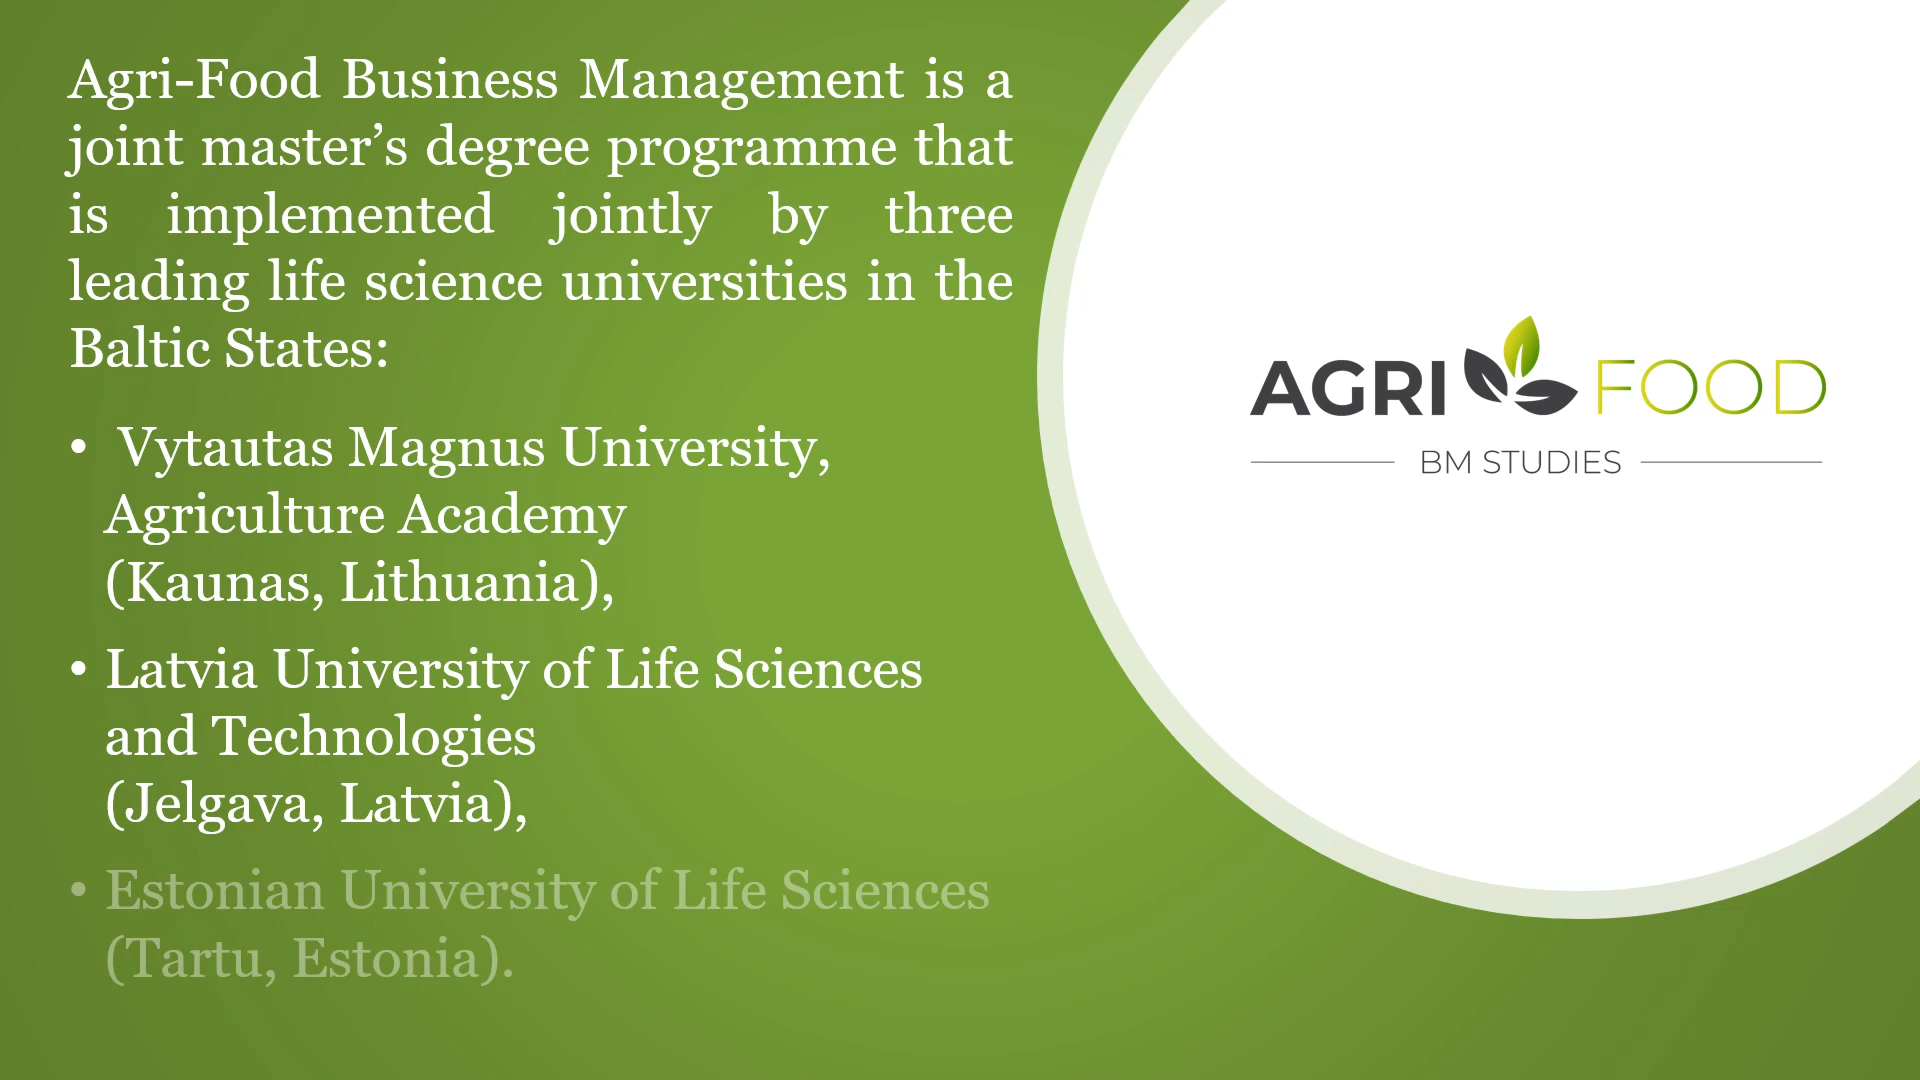 Agri-Food Business Management is a
joint master’s degree programme that
is implemented jointly by three
leading life science universities in the
Baltic States:
• Vytautas Magnus University,
Agriculture Academy
(Kaunas, Lithuania),
• Latvia University of Life Sciences
and Technologies
(Jelgava, Latvia),
• Estonian University of Life Sciences
(Tartu, Estonia).
AGRI FOOD
BM STUDIES